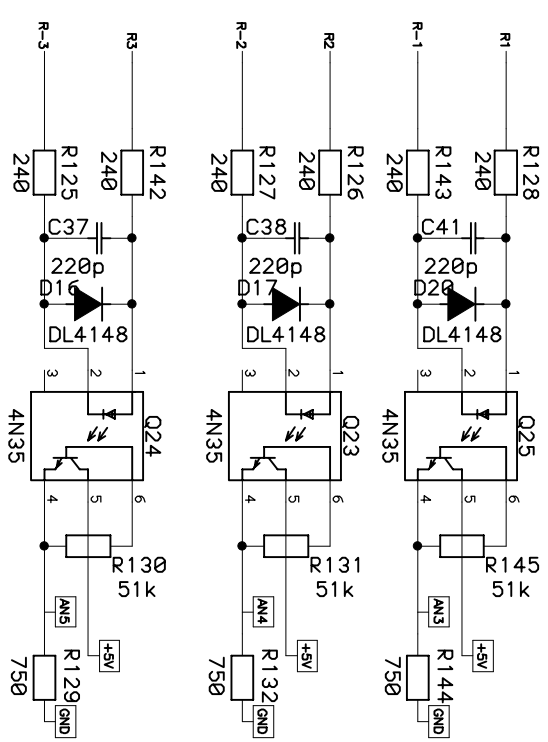 R-3
R3
R-2
R2
R-1
R1
R125
240
R142
240
R127
240
R126
240
R143
240
R128
240
C37
220p
C38
220p
C41
220p
D16
DL4148
D17
DL4148
D20
DL4148
3
2
1
3
2
1
3
2
1
4N35
Q24
4N35
Q23
4N35
Q25
4
5
6
4
5
6
4
5
6
R130
51k
R131
51k
R145
51k
AN5
AN4
AN3
+5V
+5V
+5V
R129
750
R132
750
R144
750
GND
GND
GND